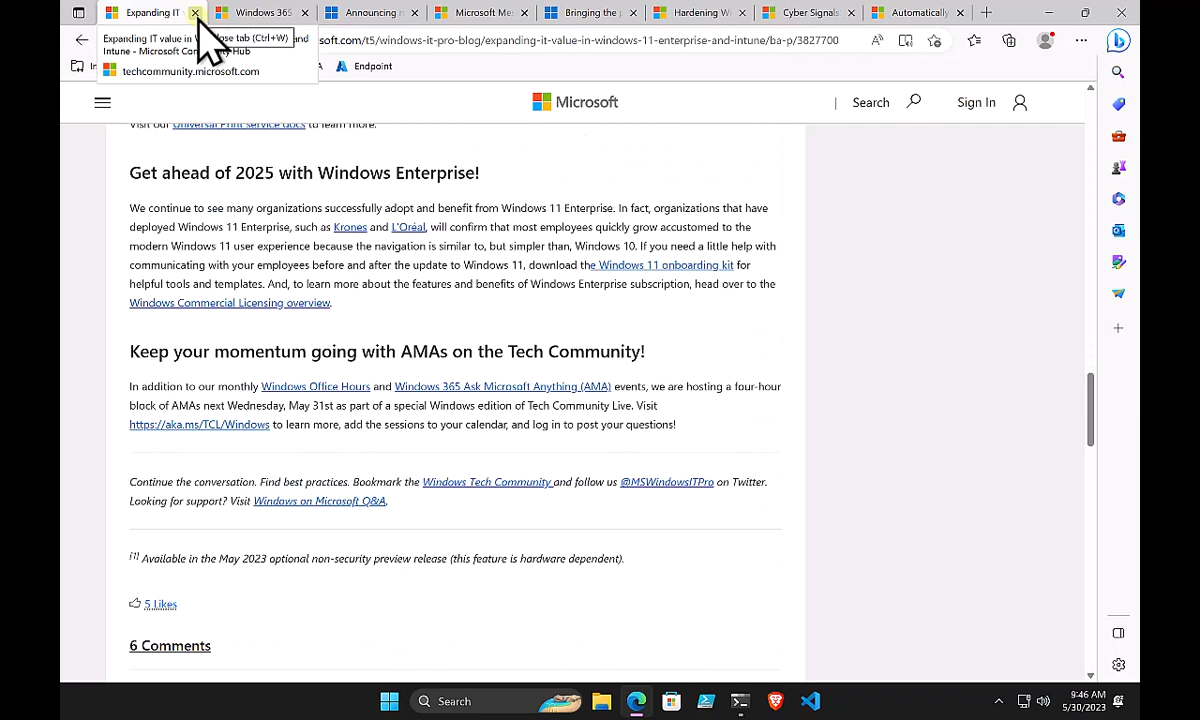 Expanding IT
Windows 365
Announcing n
Microsoft Me
Bringing the p
Hardening W
Cyber Signals
Automatically
Expanding IT value in
Close tab (Ctrl+W)
and
Intune - Microsoft
Hub
techcommunity.microsoft.com
soft.com/t5/windows-it-pro-blog/expanding-it-value-in-windows-11-enterprise-and-intune/ba-p/3827700
Endpoint
Microsoft
| Search
Sign In
Visit our Universal Print service docs to learn more.
Get ahead of 2025 with Windows Enterprise!
We continue to see many organizations successfully adopt and benefit from Windows 11 Enterprise. In fact, organizations that have
deployed Windows 11 Enterprise, such as Krones and L'Oréal, will confirm that most employees quickly grow accustomed to the
modern Windows 11 user experience because the navigation is similar to, but simpler than, Windows 10. If you need a little help with
communicating with your employees before and after the update to Windows 11, download the Windows 11 onboarding kit for
helpful tools and templates. And, to learn more about the features and benefits of Windows Enterprise subscription, head over to the
Windows Commercial Licensing overview.
Keep your momentum going with AMAs on the Tech Community!
In addition to our monthly Windows Office Hours and Windows 365 Ask Microsoft Anything (AMA) events, we are hosting a four-hour
block of AMAs next Wednesday, May 31st as part of a special Windows edition of Tech Community Live. Visit
https://aka.ms/TCL/Windows to learn more, add the sessions to your calendar, and log in to post your questions!
Continue the conversation. Find best practices. Bookmark the Windows Tech Community and follow us @MSWindowsITPro on Twitter.
Looking for support? Visit Windows on Microsoft Q&A.
[1] Available in the May 2023 optional non-security preview release (this feature is hardware dependent).
5 Likes
6 Comments
Search
9:46 AM
5/30/2023